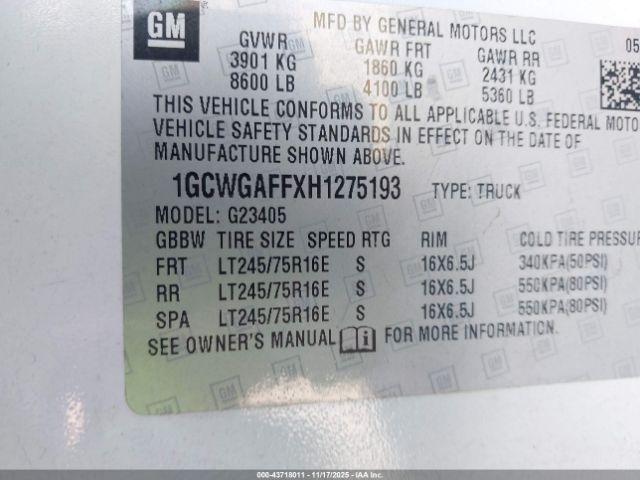 GM
MFD BY GENERAL MOTORS LLC
GVWR GAWR FRT GAWR RR 05
3901 KG 1860 KG 2431 KG
8600 LB 4100 LB 5360 LB
THIS VEHICLE CONFORMS TO ALL APPLICABLE U.S. FEDERAL MOTO
VEHICLE SAFETY STANDARDS IN EFFECT ON THE DATE OF
MANUFACTURE SHOWN ABOVE.
1GCWGAFFXH1275193 TYPE: TRUCK
MODEL: G23405
GBBW TIRE SIZE SPEED RTG RIM COLD TIRE PRESSUR
FRT LT245/75R16E S 16X6.5J 340KPA(50PSI)
RR LT245/75R16E S 16X6.5J 550KPA(80PSI)
SPA LT245/75R16E S 16X6.5J 550KPA(80PSI)
SEE OWNER'S MANUAL FOR MORE INFORMATION.
000-43718011 - 11/17/2025 - IAA Inc.